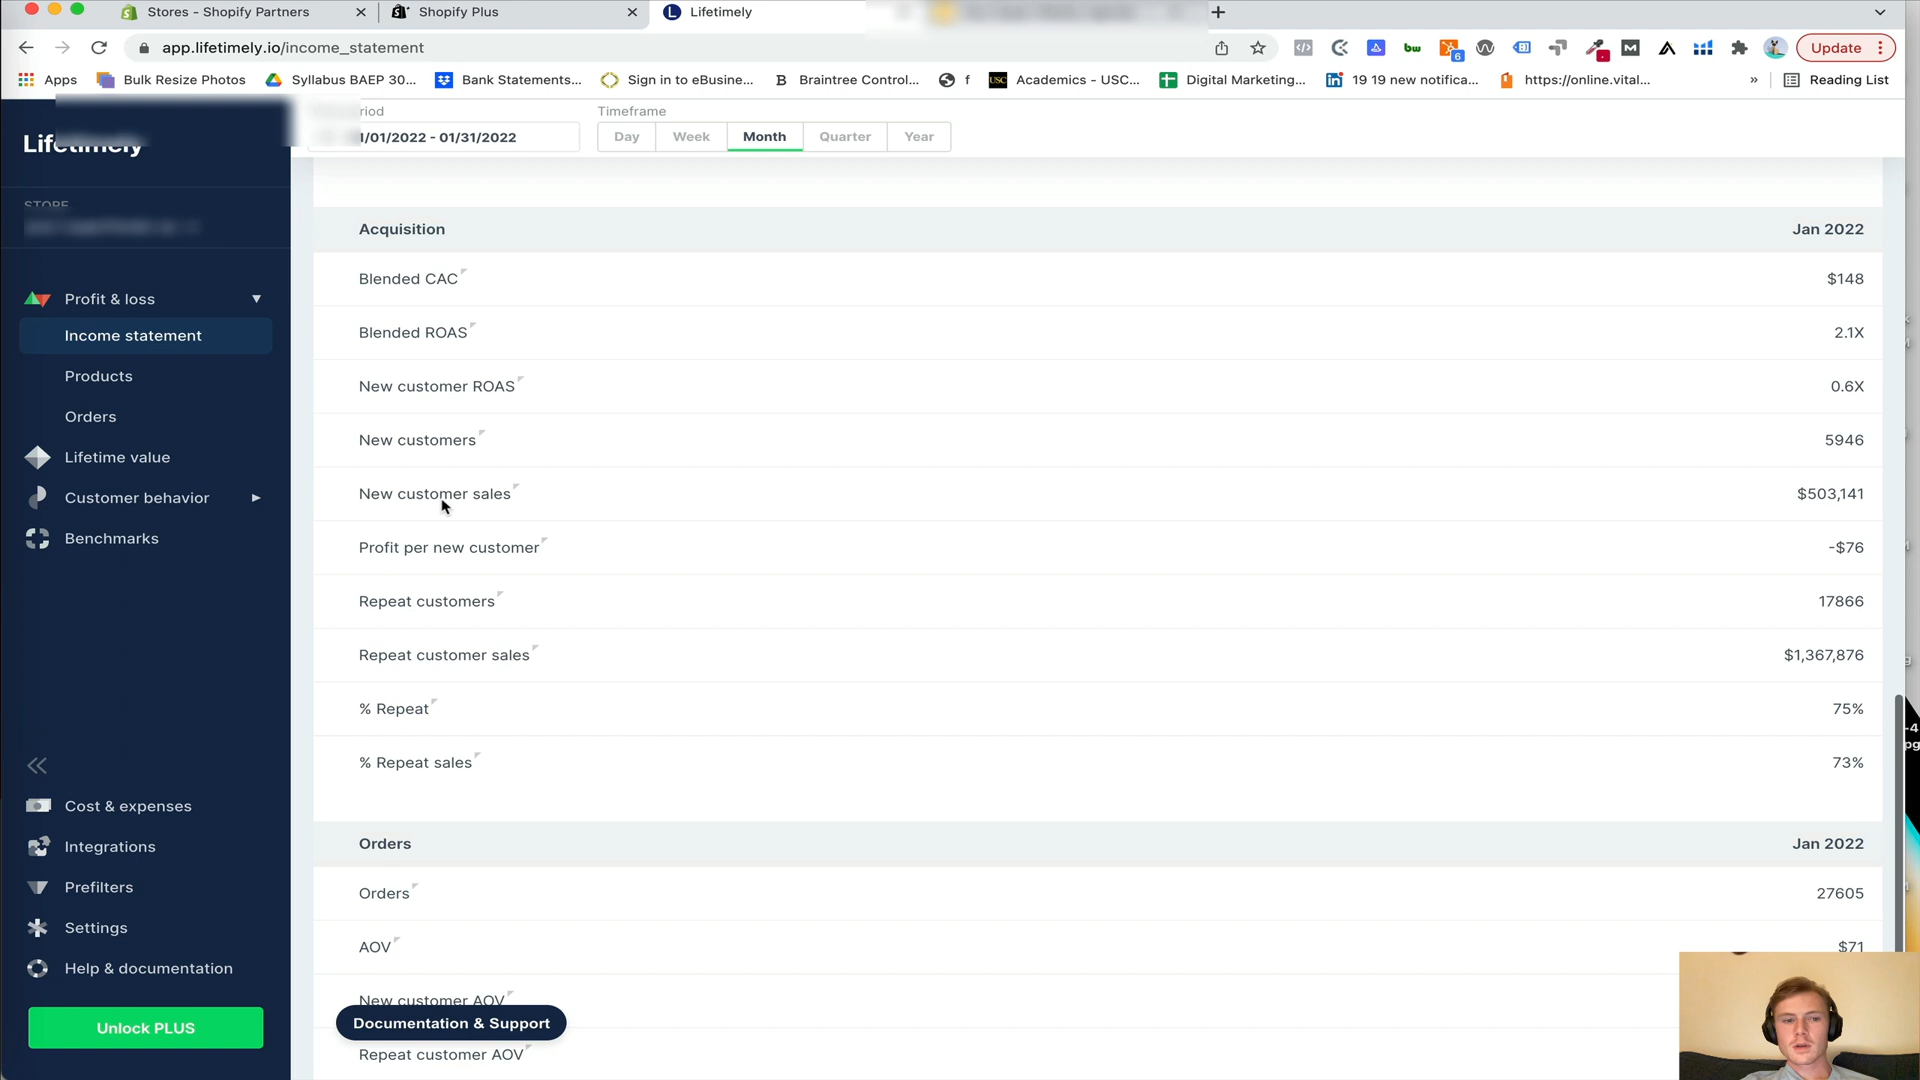 Stores - Shopify Partners
Shopify Plus
Lifetimely
app.lifetimely.io/income_statement
6
Update
Apps
Bulk Resize Photos
Syllabus BAEP 30...
Bank Statements...
Sign in to eBusine...
Braintree Control...
f
Academics - USC...
Digital Marketing...
19 19 new notifica...
https://online.vital...
»
Reading List
Lifetimely
STORE
Profit & loss
Income statement
Products
Orders
Lifetime value
Customer behavior
Benchmarks
Cost & expenses
Integrations
Prefilters
Settings
Help & documentation
Unlock PLUS
/01/2022 - 01/31/2022
Timeframe
Day
Week
Month
Quarter
Year
Acquisition
Jan 2022
Blended CAC
$148
Blended ROAS
2.1X
New customer ROAS
0.6X
New customers
5946
New customer sales
$503,141
Profit per new customer
-$76
Repeat customers
17866
Repeat customer sales
$1,367,876
% Repeat
75%
% Repeat sales
73%
Orders
Jan 2022
Orders
27605
AOV
$71
New customer AOV
Documentation & Support
Repeat customer AOV